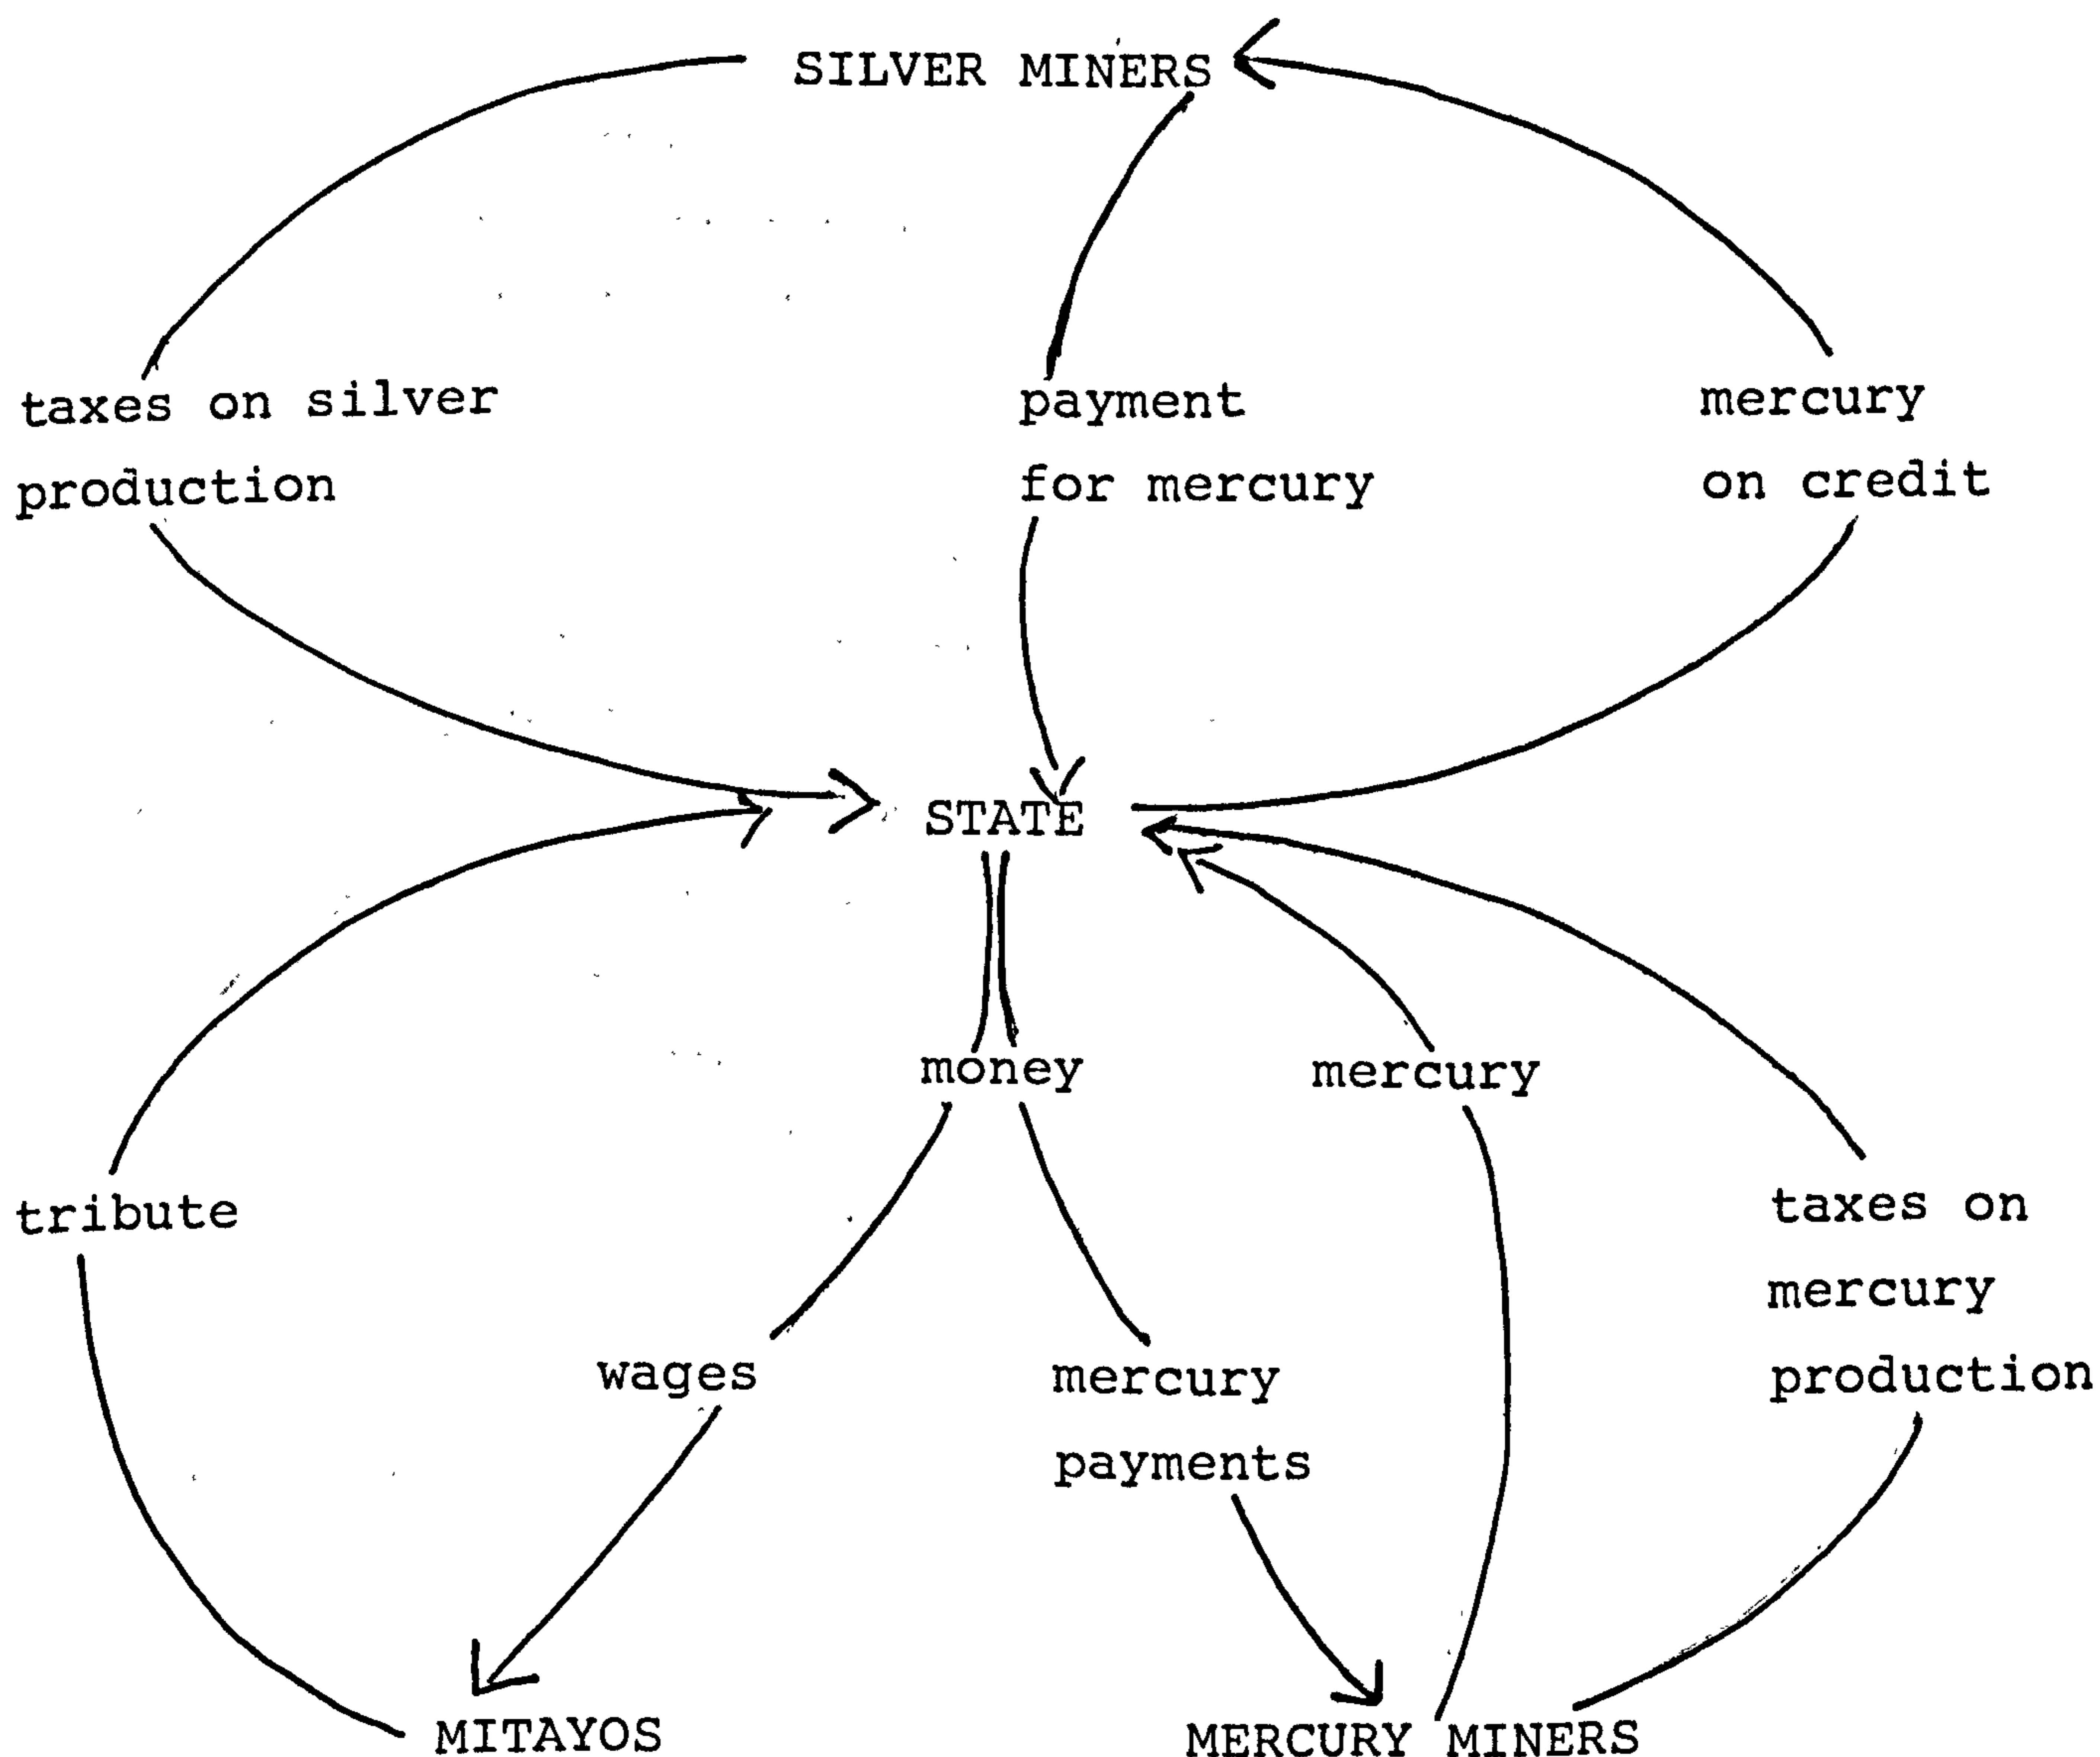 SILVER MINERS
taxes on silver
production
payment
for mercury
mercury
on credit
STATE
money
mercury
tribute
taxes on
mercury
production
wages
mercury
payments
MITAYOS
MERCURY MINERS